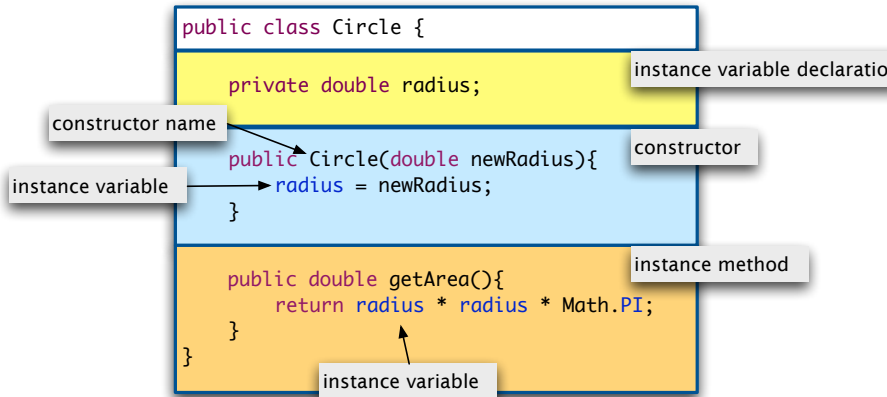 public class Circle {
instance variable declaratio
private double radius;
constructor name
constructor
public Circle(double newRadius){
instance variable
radius = newRadius;
}
instance method
public double getArea(){
return radius * radius * Math.PI;
}
}
instance variable